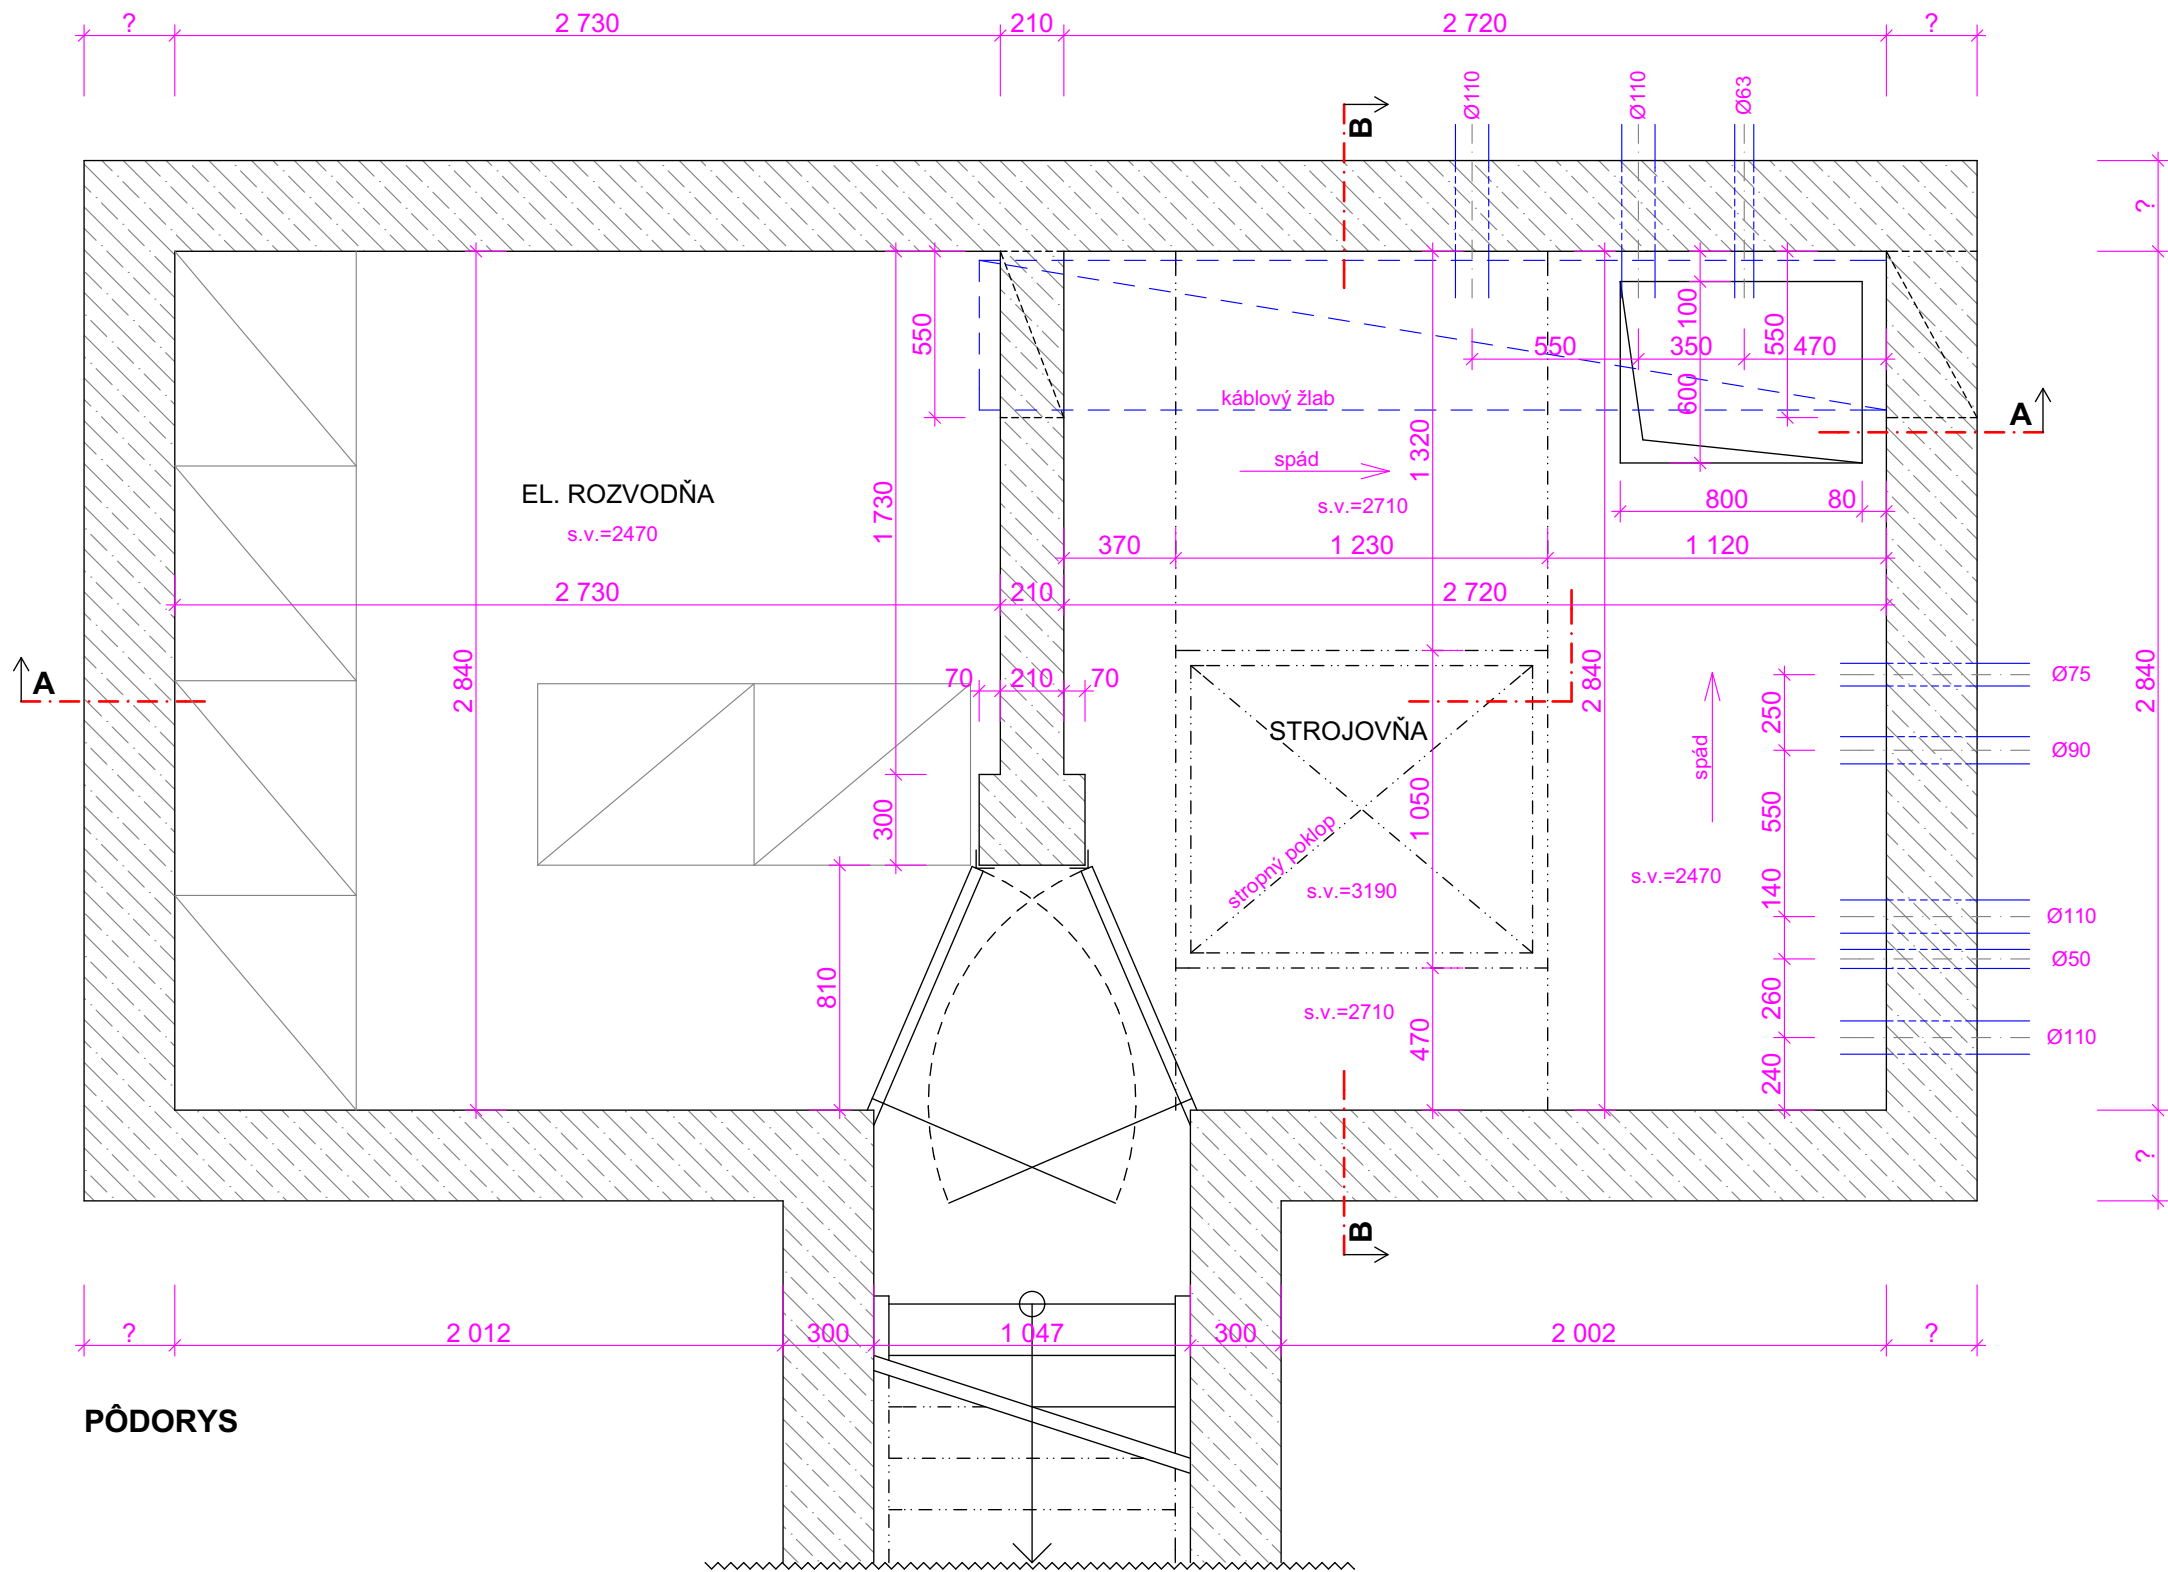 ? 2 730 210 2 720 ?
Ø110 Ø110 Ø63
B
?
550 100 550
550 350 470
600
káblový žlab
A
1 320
spád
EL. ROZVODŇA
s.v.=2710
800 80
1 730
s.v.=2470
370 1 230 1 120
2 730 210 2 720
A
2 840
70 210 70
2 840
Ø75
2 840
250
STROJOVŇA
Ø90
spád
550
300
1 050
stropný poklop
s.v.=3190
s.v.=2470
140
Ø110
Ø50
810
s.v.=2710
260
470
Ø110
240
?
B
? 2 012 300 1 047 300 2 002 ?
PÔDORYS